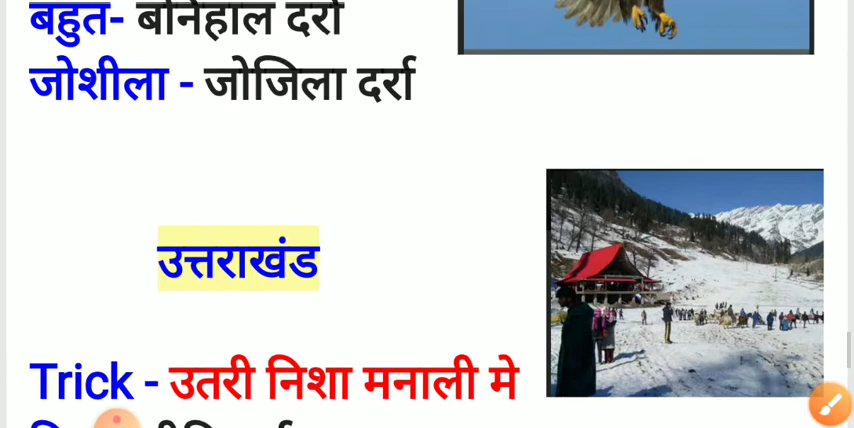 बहुत- बनिहाल दर्रा
जोशीला - जोजिला दर्रा
उत्तराखंड
Trick - उतरी निशा मनाली मे